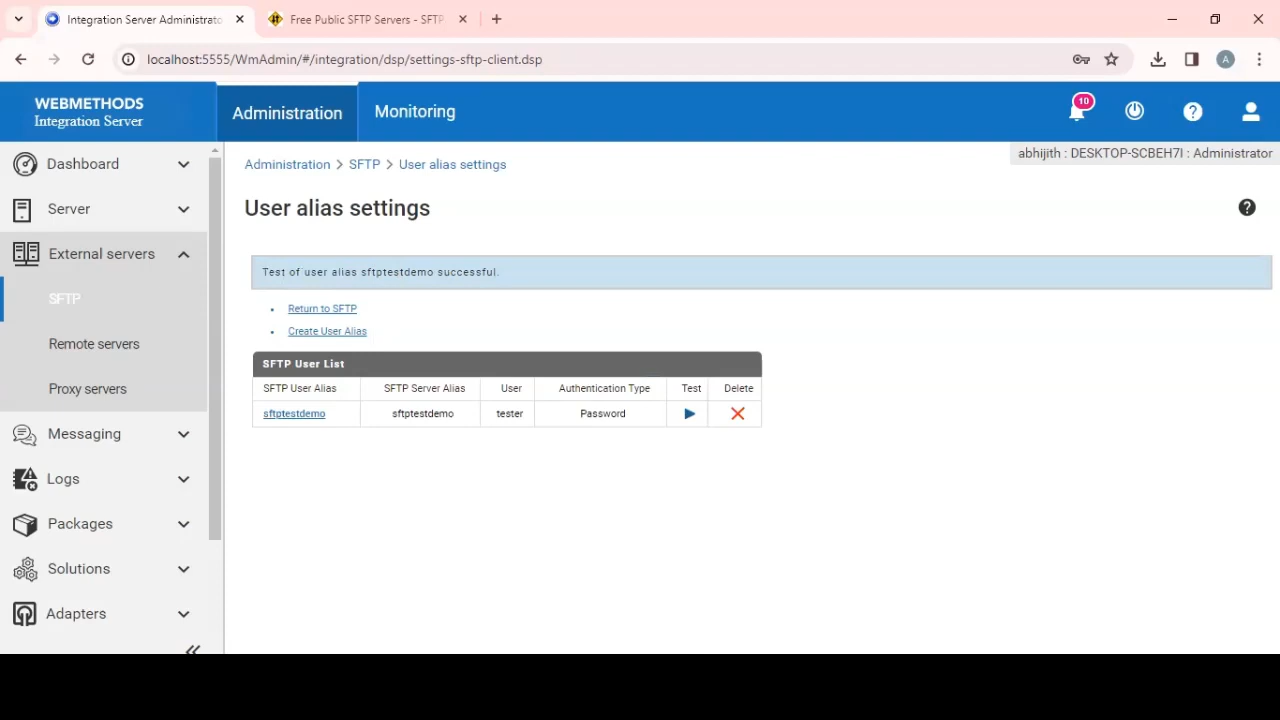 Integration Server Administrato
Free Public SFTP Servers - SFTP
localhost:5555/WmAdmin/#/integration/dsp/settings-sftp-client.dsp
A
WEBMETHODS
Integration Server
Administration
Monitoring
10
abhijith : DESKTOP-SCBEH7I : Administrator
Dashboard
Server
External servers
SFTP
Remote servers
Proxy servers
Messaging
Logs
Packages
Solutions
Adapters
Administration > SFTP > User alias settings
User alias settings
Test of user alias sftptestdemo successful.
Return to SFTP
Create User Alias
SFTP User List
SFTP User Alias SFTP Server Alias User Authentication Type Test Delete
sftptestdemo sftptestdemo tester Password